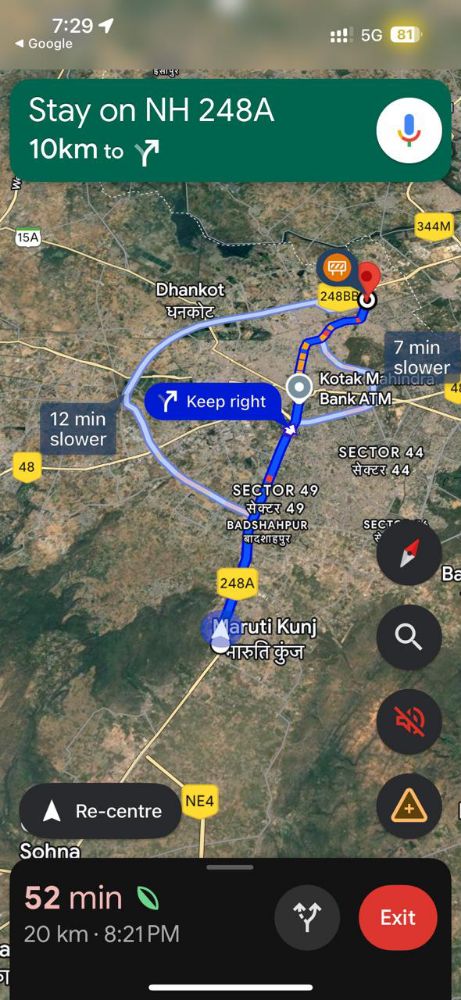 7:29
◄ Google
5G
81
Stay on NH 248A
10km to
15A
344M
Dhankot
धनकोट
248BB
7 min
slower
Kotak Mahindra
Bank ATM
Keep right
12 min
slower
48
48
SECTOR 44
सेक्टर 44
SECTOR 49
सेक्टर 49
BADSHAHPUR
बादशाहपुर
SECT
सेक्ट
Ba
248A
Maruti Kunj
मारुति कुंज
Re-centre
NE4
Sohna
52 min
20 km · 8:21 PM
Exit